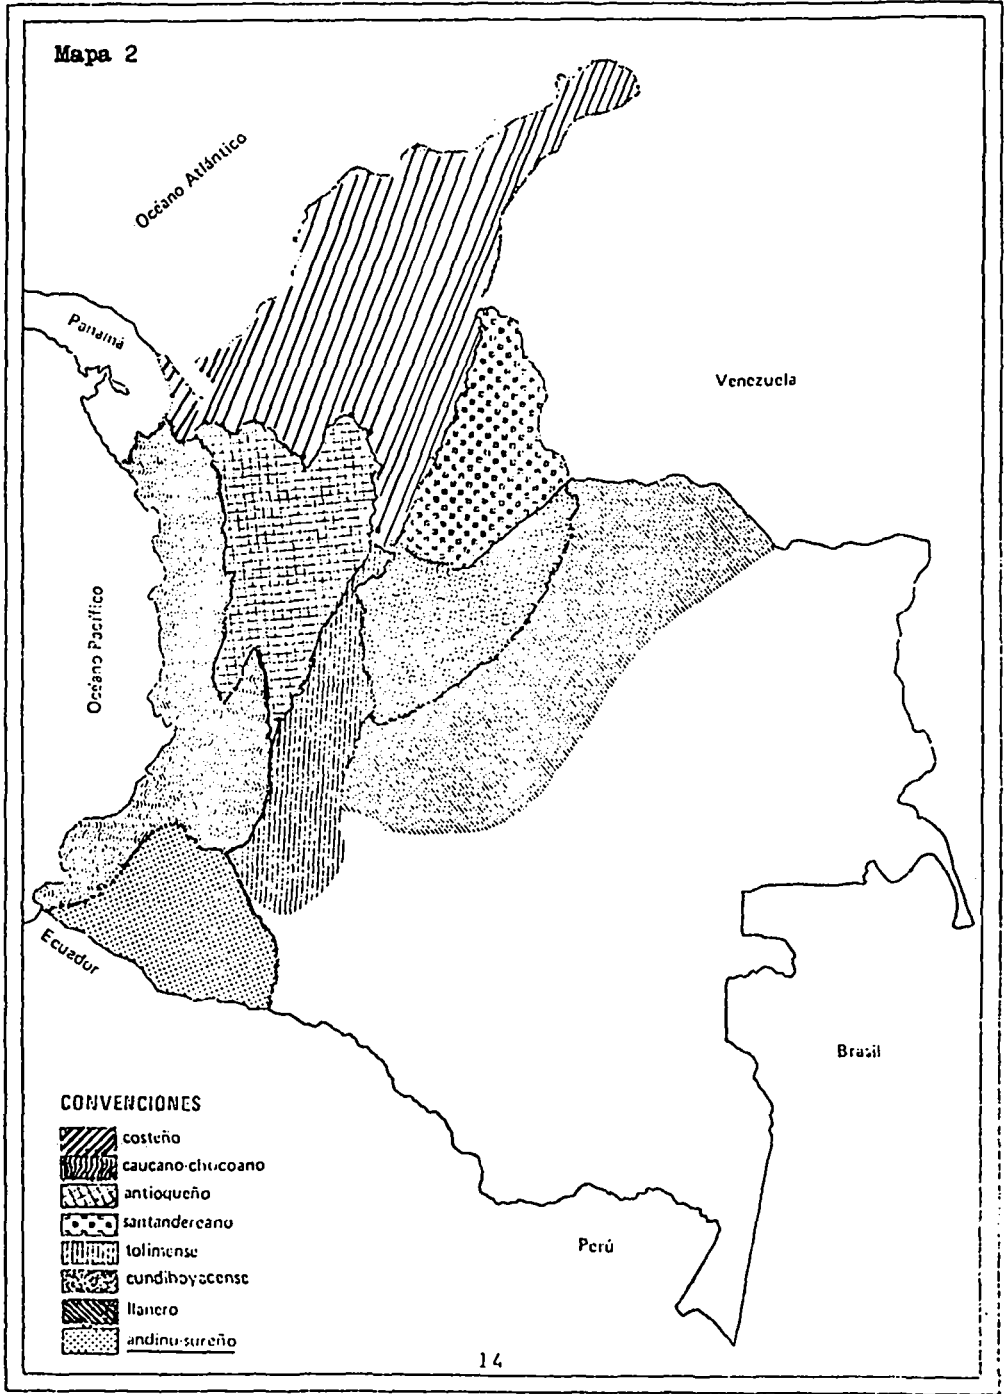 Mapa 2
Océano Atlántico
Panamá
Venezuela
Océano Pacífico
Ecuador
Brasil
Perú
CONVENCIONES
costeño
caucano-chocoano
antioqueño
santandereano
tolimense
cundiboyacense
llanero
andino-sureño
14